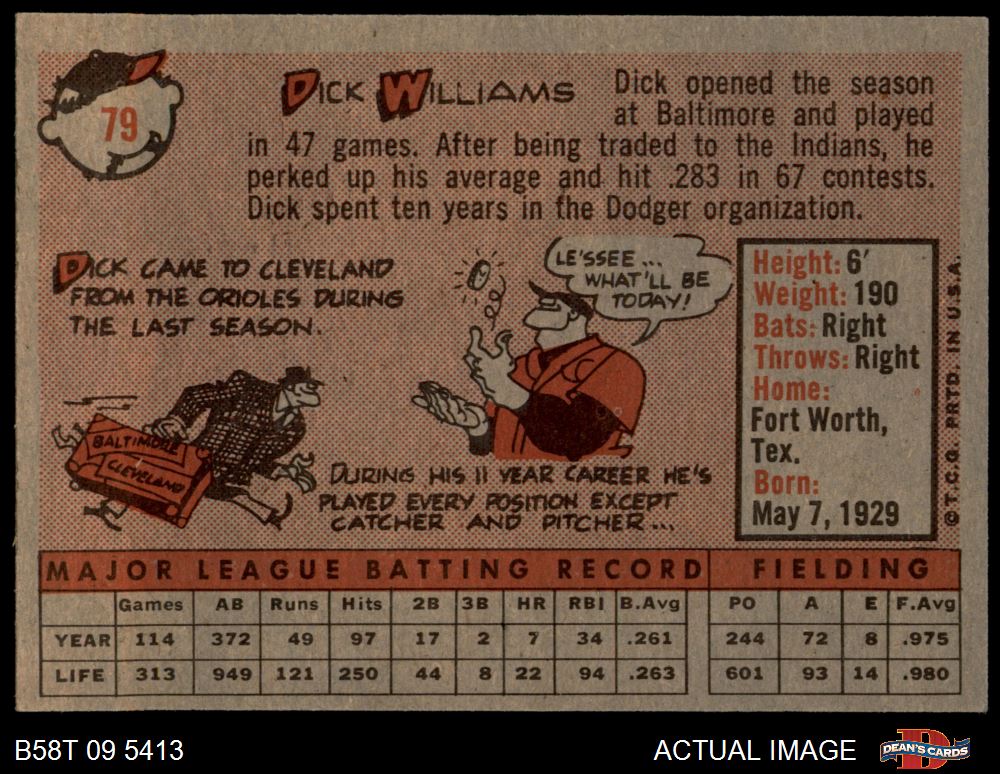 79
DICK WILLIAMS
Dick opened the season
at Baltimore and played
in 47 games. After being traded to the Indians, he
perked up his average and hit .283 in 67 contests.
Dick spent ten years in the Dodger organization.
DICK CAME TO CLEVELAND
FROM THE ORIOLES DURING
THE LAST SEASON.
BALTIMORE
CLEVELAND
LE'SSEE ...
WHAT'LL BE
TODAY!
DURING HIS 11 YEAR CAREER HE'S
PLAYED EVERY POSITION EXCEPT
CATCHER AND PITCHER...
Height: 6'
Weight: 190
Bats: Right
Throws: Right
Home:
Fort Worth,
Tex.
Born:
May 7, 1929
© T.C.G. PRTD. IN U.S.A.
MAJOR LEAGUE BATTING RECORD FIELDING
Games AB Runs Hits 2B 3B HR RBI B.Avg PO A E F.Avg
YEAR 114 372 49 97 17 2 7 34 .261 244 72 8 .975
LIFE 313 949 121 250 44 8 22 94 .263 601 93 14 .980
B58T 09 5413
ACTUAL IMAGE
DEAN'S CARDS